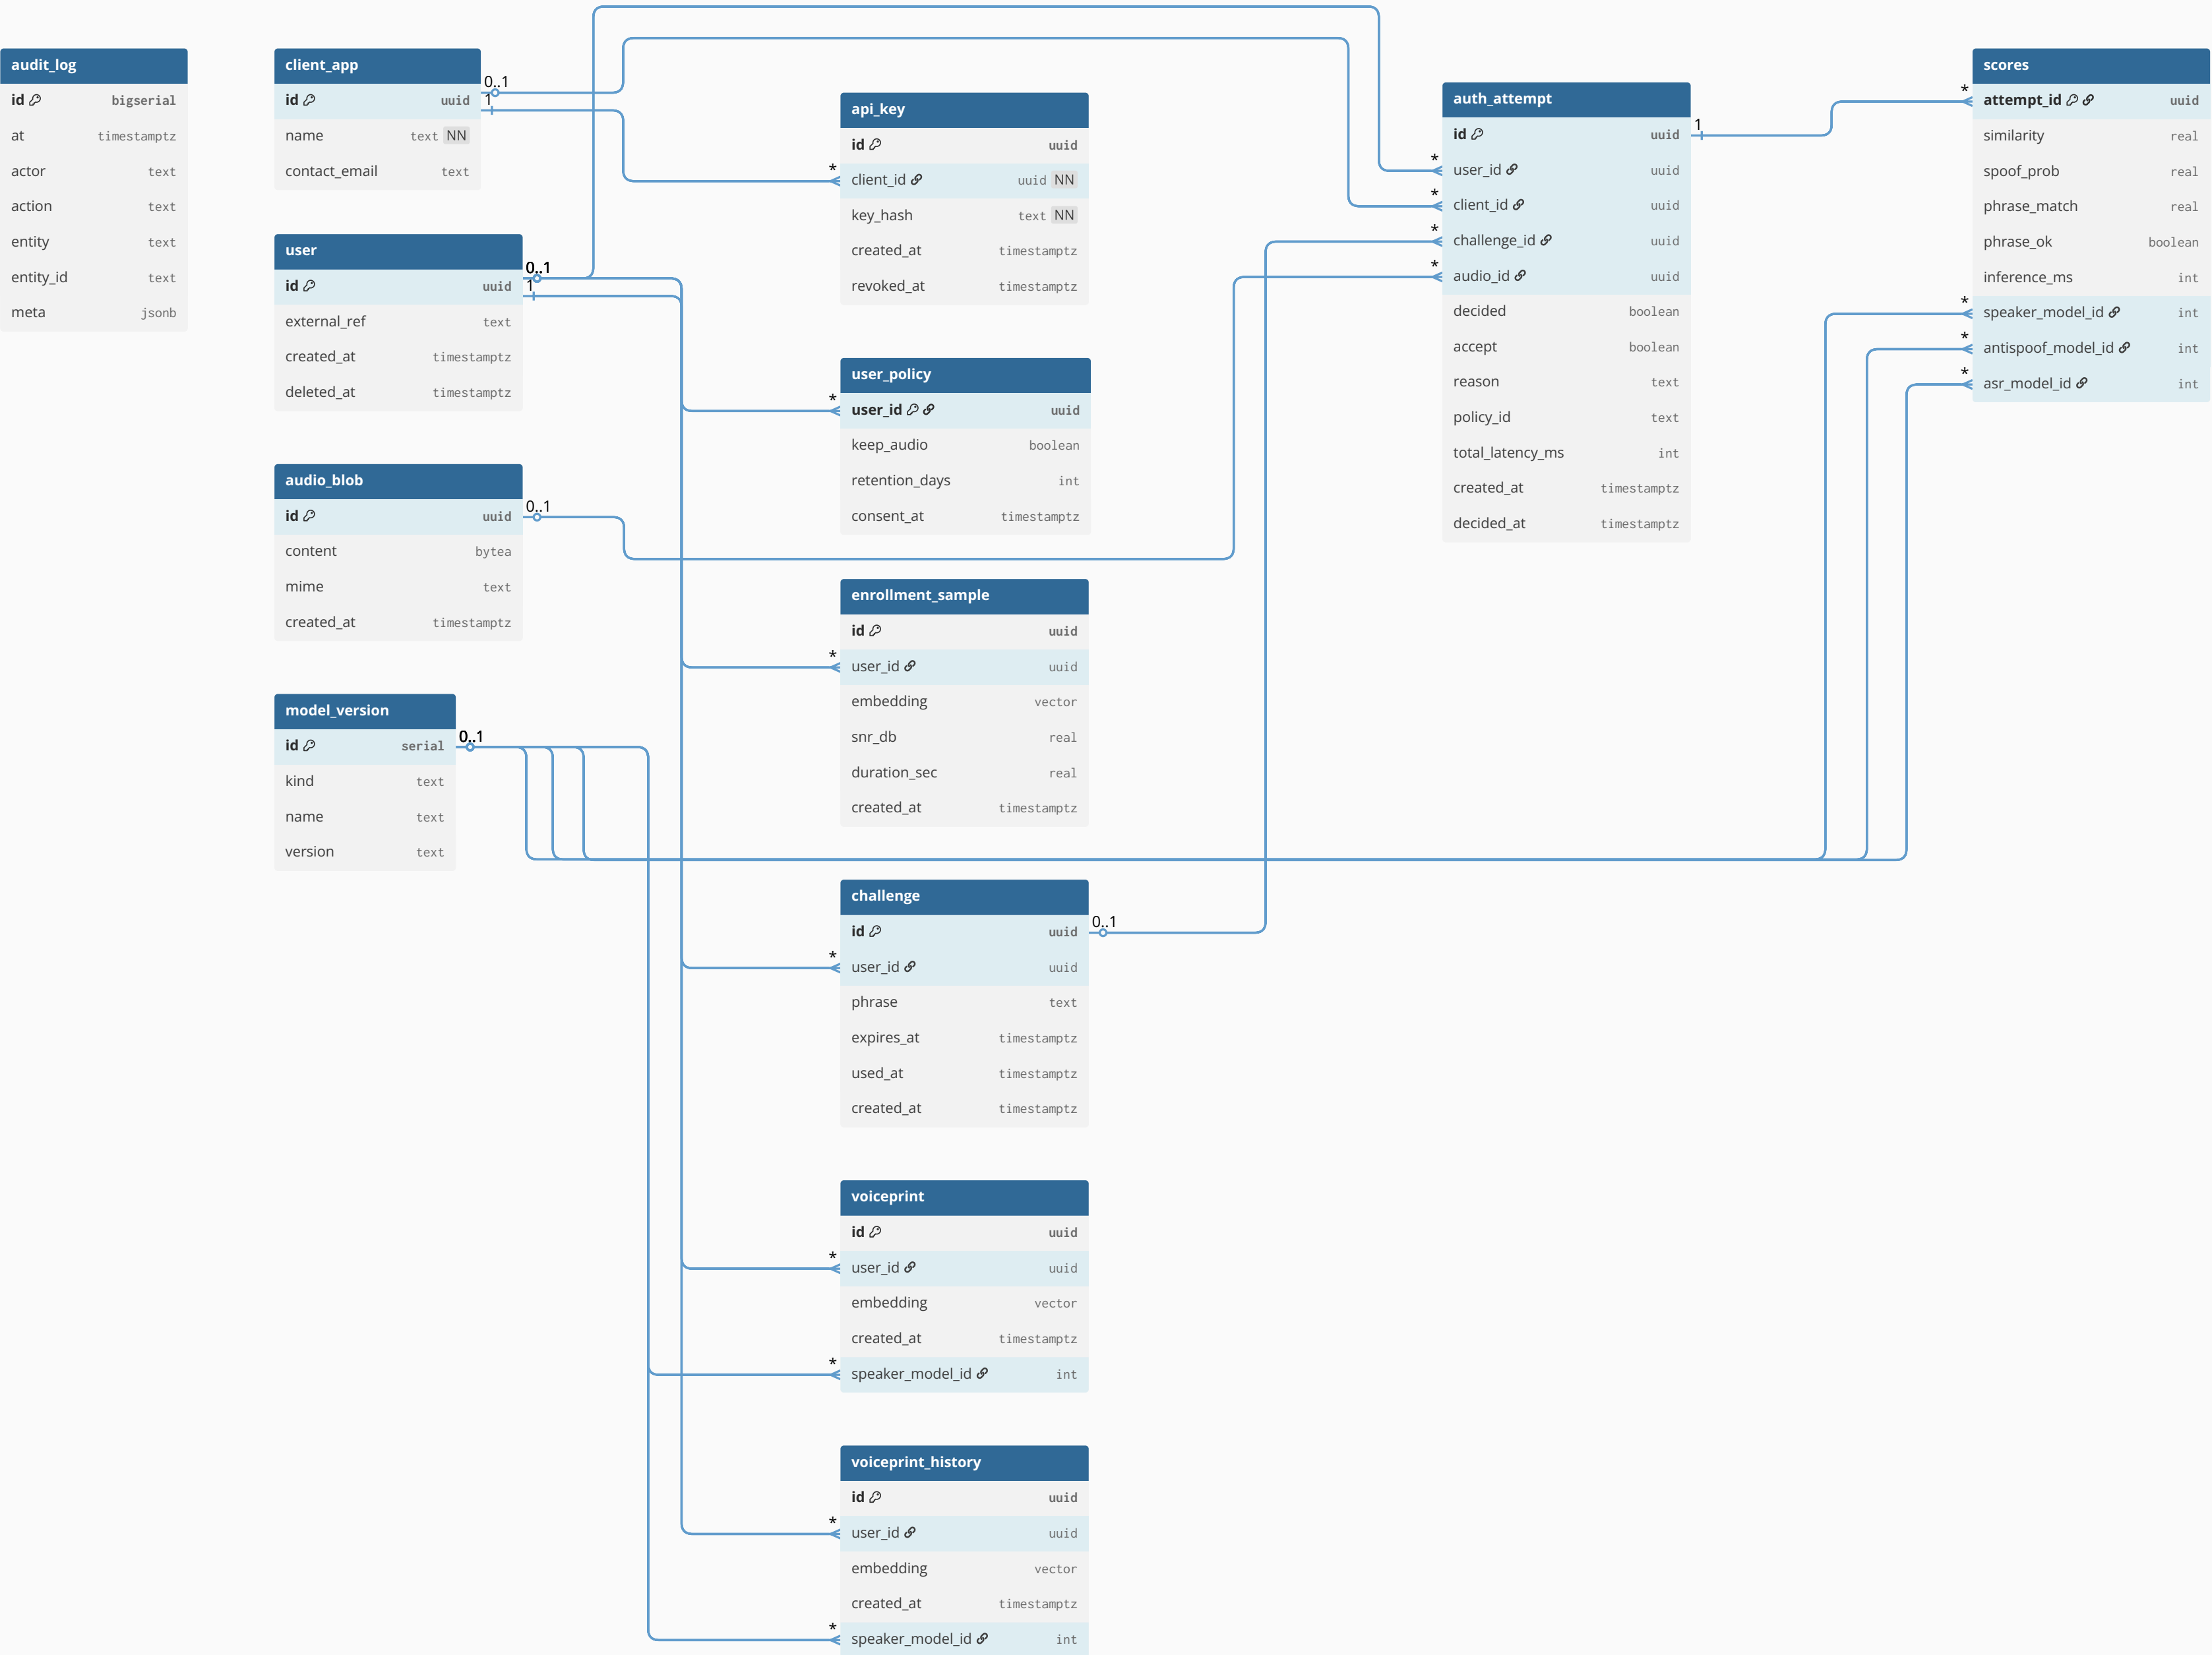 audit_log
id bigserial
at timestamptz
actor text
action text
entity text
entity_id text
meta jsonb
client_app
id uuid
name text NN
contact_email text
0..1
1
user
id uuid
external_ref text
created_at timestamptz
deleted_at timestamptz
0..1
1
audio_blob
id uuid
content bytea
mime text
created_at timestamptz
0..1
model_version
id serial
kind text
name text
version text
0..1
api_key
id uuid
* client_id uuid NN
key_hash text NN
created_at timestamptz
revoked_at timestamptz
user_policy
* user_id uuid
keep_audio boolean
retention_days int
consent_at timestamptz
enrollment_sample
id uuid
* user_id uuid
embedding vector
snr_db real
duration_sec real
created_at timestamptz
challenge
id uuid
0..1
* user_id uuid
phrase text
expires_at timestamptz
used_at timestamptz
created_at timestamptz
voiceprint
id uuid
* user_id uuid
embedding vector
created_at timestamptz
* speaker_model_id int
voiceprint_history
id uuid
* user_id uuid
embedding vector
created_at timestamptz
* speaker_model_id int
auth_attempt
id uuid
1
* user_id uuid
* client_id uuid
* challenge_id uuid
* audio_id uuid
decided boolean
accept boolean
reason text
policy_id text
total_latency_ms int
created_at timestamptz
decided_at timestamptz
scores
* attempt_id uuid
similarity real
spoof_prob real
phrase_match real
phrase_ok boolean
inference_ms int
* speaker_model_id int
* antispoof_model_id int
* asr_model_id int